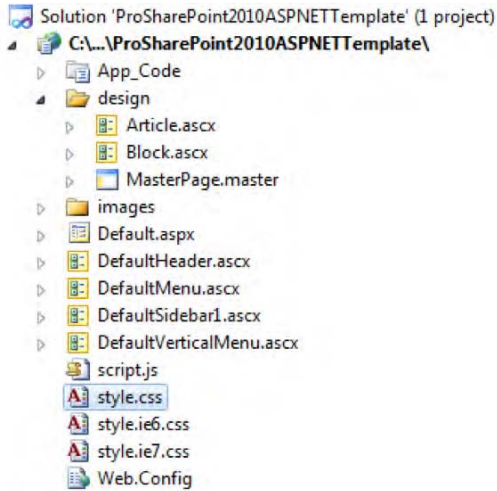 Solution 'ProSharePoint2010ASPNETTemplate' (1 project)
C:\...\ProSharePoint2010ASPNETTemplate\
App_Code
design
Article.ascx
Block.ascx
MasterPage.master
images
Default.aspx
DefaultHeader.ascx
DefaultMenu.ascx
DefaultSidebar1.ascx
DefaultVerticalMenu.ascx
script.js
style.css
style.ie6.css
style.ie7.css
Web.Config